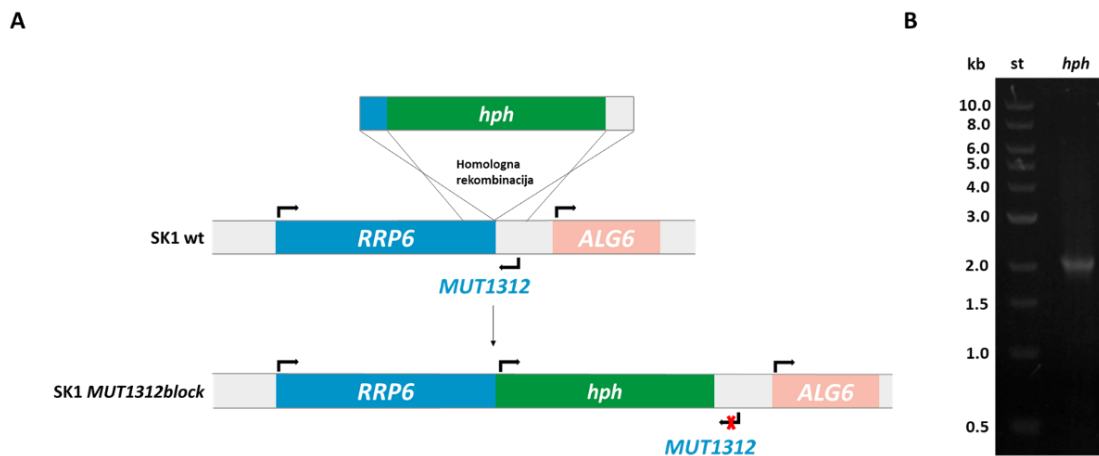 A
hph
Homologna
rekombinacija
SK1 wt
RRP6
ALG6
MUT1312
SK1 MUT1312block
RRP6
hph
ALG6
MUT1312
B
kb st hph
10.0
8.0
6.0
5.0
4.0
3.0
2.0
1.5
1.0
0.5